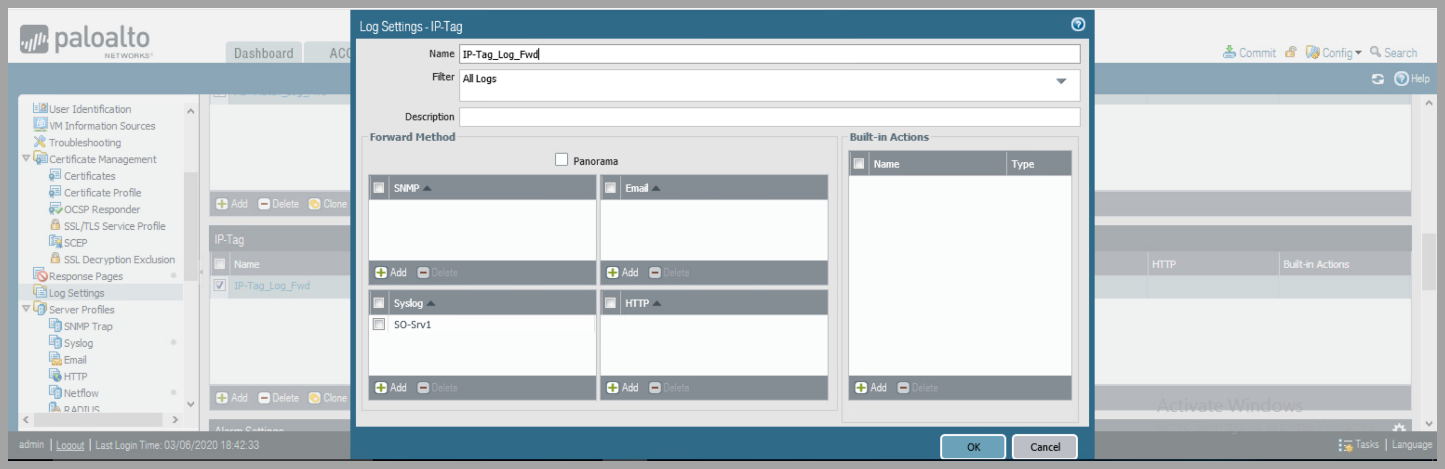 paloalto
NETWORKS
Dashboard
ACC
Commit
Config
Search
Help
User Identification
VM Information Sources
Troubleshooting
Certificate Management
Certificates
Certificate Profile
OCSP Responder
SSL/TLS Service Profile
SCEP
SSL Decryption Exclusion
Response Pages
Log Settings
Server Profiles
SNMP Trap
Syslog
Email
HTTP
Netflow
RADIUS
Add Delete Clone
IP-Tag
Name HTTP Built-in Actions
IP-Tag_Log_Fwd
Add Delete Clone
Alarm Settings
Log Settings - IP-Tag
Name IP-Tag_Log_Fwd
Filter All Logs
Description
Forward Method
Panorama
SNMP
Add Delete
Email
Add Delete
Syslog
SO-Srv1
Add Delete
HTTP
Add Delete
Built-in Actions
Name Type
Add Delete
OK Cancel
Activate Windows
admin | Logout | Last Login Time: 03/06/2020 18:42:33
Tasks | Language